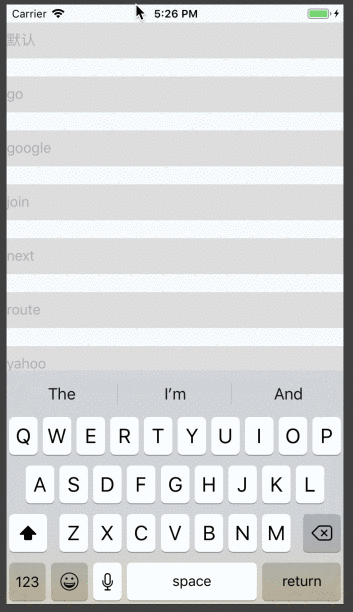 Carrier 5:26 PM
默认
go
google
join
next
route
yahoo
The I'm And
Q W E R T Y U I O P
A S D F G H J K L
Z X C V B N M
123 space return